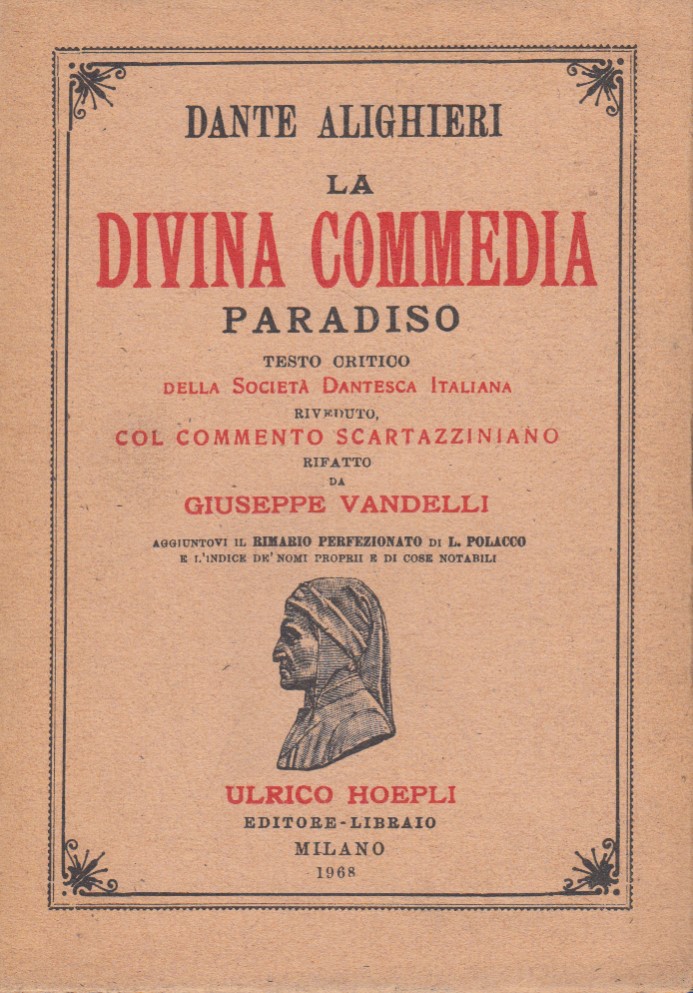 DANTE ALIGHIERI
LA
DIVINA COMMEDIA
PARADISO
TESTO CRITICO
DELLA SOCIETÀ DANTESCA ITALIANA
RIVEDUTO,
COL COMMENTO SCARTAZZINIANO
RIFATTO
DA
GIUSEPPE VANDELLI
AGGIUNTOVI IL RIMARIO PERFEZIONATO DI L. POLACCO
E L'INDICE DE' NOMI PROPRII E DI COSE NOTABILI
ULRICO HOEPLI
EDITORE-LIBRAIO
MILANO
1968